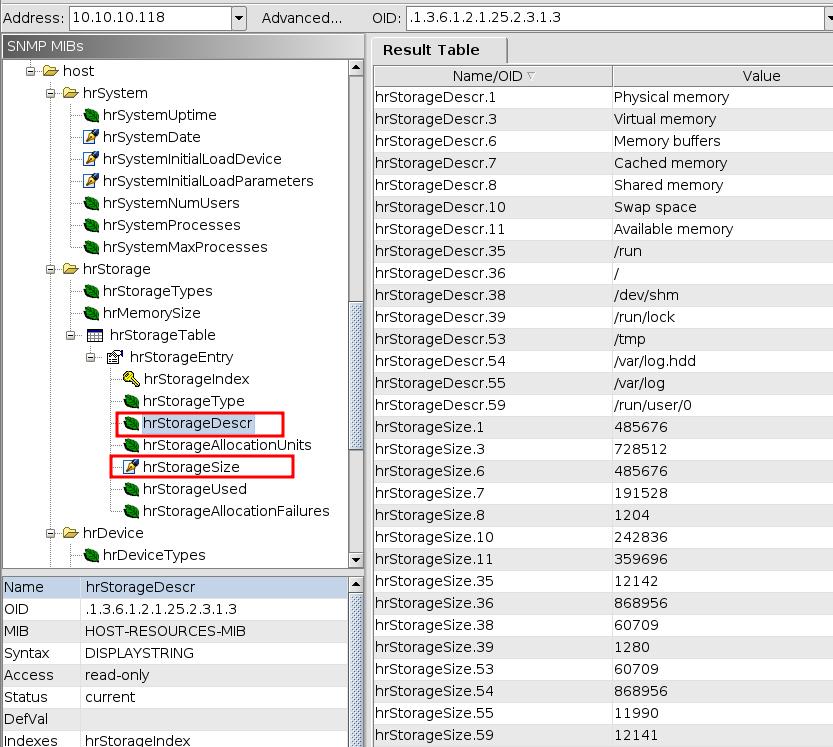 Address: 10.10.10.118 Advanced... OID: .1.3.6.1.2.1.25.2.3.1.3
SNMP MIBs
host
hrSystem
hrSystemUptime
hrSystemDate
hrSystemInitialLoadDevice
hrSystemInitialLoadParameters
hrSystemNumUsers
hrSystemProcesses
hrSystemMaxProcesses
hrStorage
hrStorageTypes
hrMemorySize
hrStorageTable
hrStorageEntry
hrStorageIndex
hrStorageType
hrStorageDescr
hrStorageAllocationUnits
hrStorageSize
hrStorageUsed
hrStorageAllocationFailures
hrDevice
hrDeviceTypes
Name hrStorageDescr
OID .1.3.6.1.2.1.25.2.3.1.3
MIB HOST-RESOURCES-MIB
Syntax DISPLAYSTRING
Access read-only
Status current
DefVal
Indexes hrStorageIndex
Result Table
Name/OID Value
hrStorageDescr.1 Physical memory
hrStorageDescr.3 Virtual memory
hrStorageDescr.6 Memory buffers
hrStorageDescr.7 Cached memory
hrStorageDescr.8 Shared memory
hrStorageDescr.10 Swap space
hrStorageDescr.11 Available memory
hrStorageDescr.35 /run
hrStorageDescr.36 /
hrStorageDescr.38 /dev/shm
hrStorageDescr.39 /run/lock
hrStorageDescr.53 /tmp
hrStorageDescr.54 /var/log.hdd
hrStorageDescr.55 /var/log
hrStorageDescr.59 /run/user/0
hrStorageSize.1 485676
hrStorageSize.3 728512
hrStorageSize.6 485676
hrStorageSize.7 191528
hrStorageSize.8 1204
hrStorageSize.10 242836
hrStorageSize.11 359696
hrStorageSize.35 12142
hrStorageSize.36 868956
hrStorageSize.38 60709
hrStorageSize.39 1280
hrStorageSize.53 60709
hrStorageSize.54 868956
hrStorageSize.55 11990
hrStorageSize.59 12141